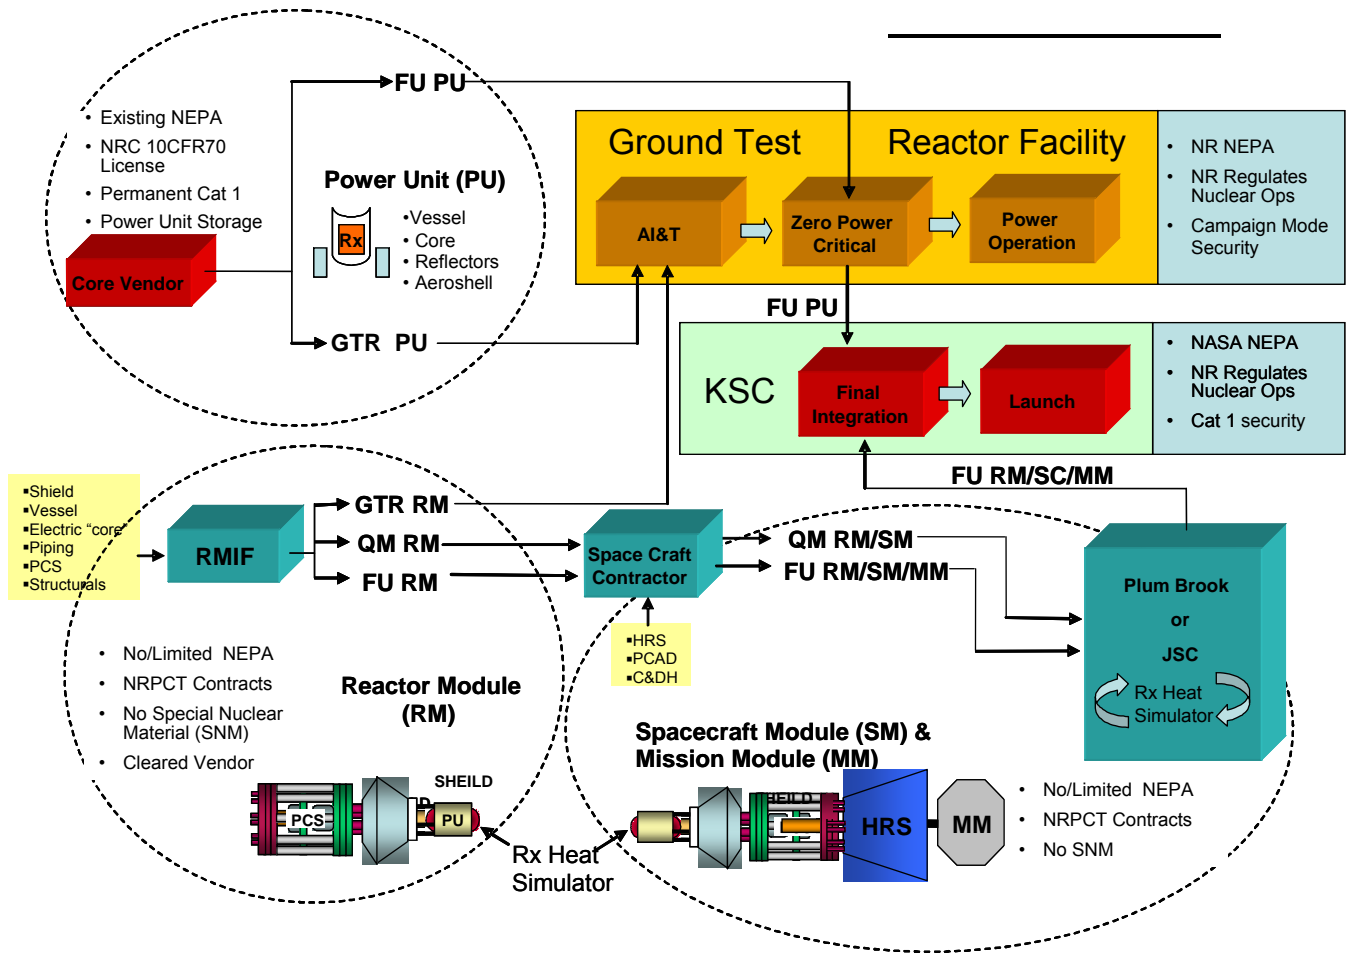 FU PU
• Existing NEPA
• NRC 10CFR70
License
• Permanent Cat 1
• Power Unit Storage
Core Vendor
Power Unit (PU)
Rx
•Vessel
• Core
• Reflectors
• Aeroshell
GTR PU
Ground Test Reactor Facility
AI&T
Zero Power
Critical
Power
Operation
• NR NEPA
• NR Regulates
Nuclear Ops
• Campaign Mode
Security
FU PU
KSC
Final
Integration
Launch
• NASA NEPA
• NR Regulates
Nuclear Ops
• Cat 1 security
FU RM/SC/MM
▪Shield
▪Vessel
▪Electric “core”
▪Piping
▪PCS
▪Structurals
RMIF
GTR RM
QM RM
FU RM
Space Craft
Contractor
▪HRS
▪PCAD
▪C&DH
QM RM/SM
FU RM/SM/MM
Plum Brook
or
JSC
Rx Heat
Simulator
• No/Limited NEPA
• NRPCT Contracts
• No Special Nuclear
Material (SNM)
• Cleared Vendor
Reactor Module
(RM)
SHEILD
D.
PCS
PU
Rx Heat
Simulator
Spacecraft Module (SM) &
Mission Module (MM)
HEILD
HRS
MM
• No/Limited NEPA
• NRPCT Contracts
• No SNM